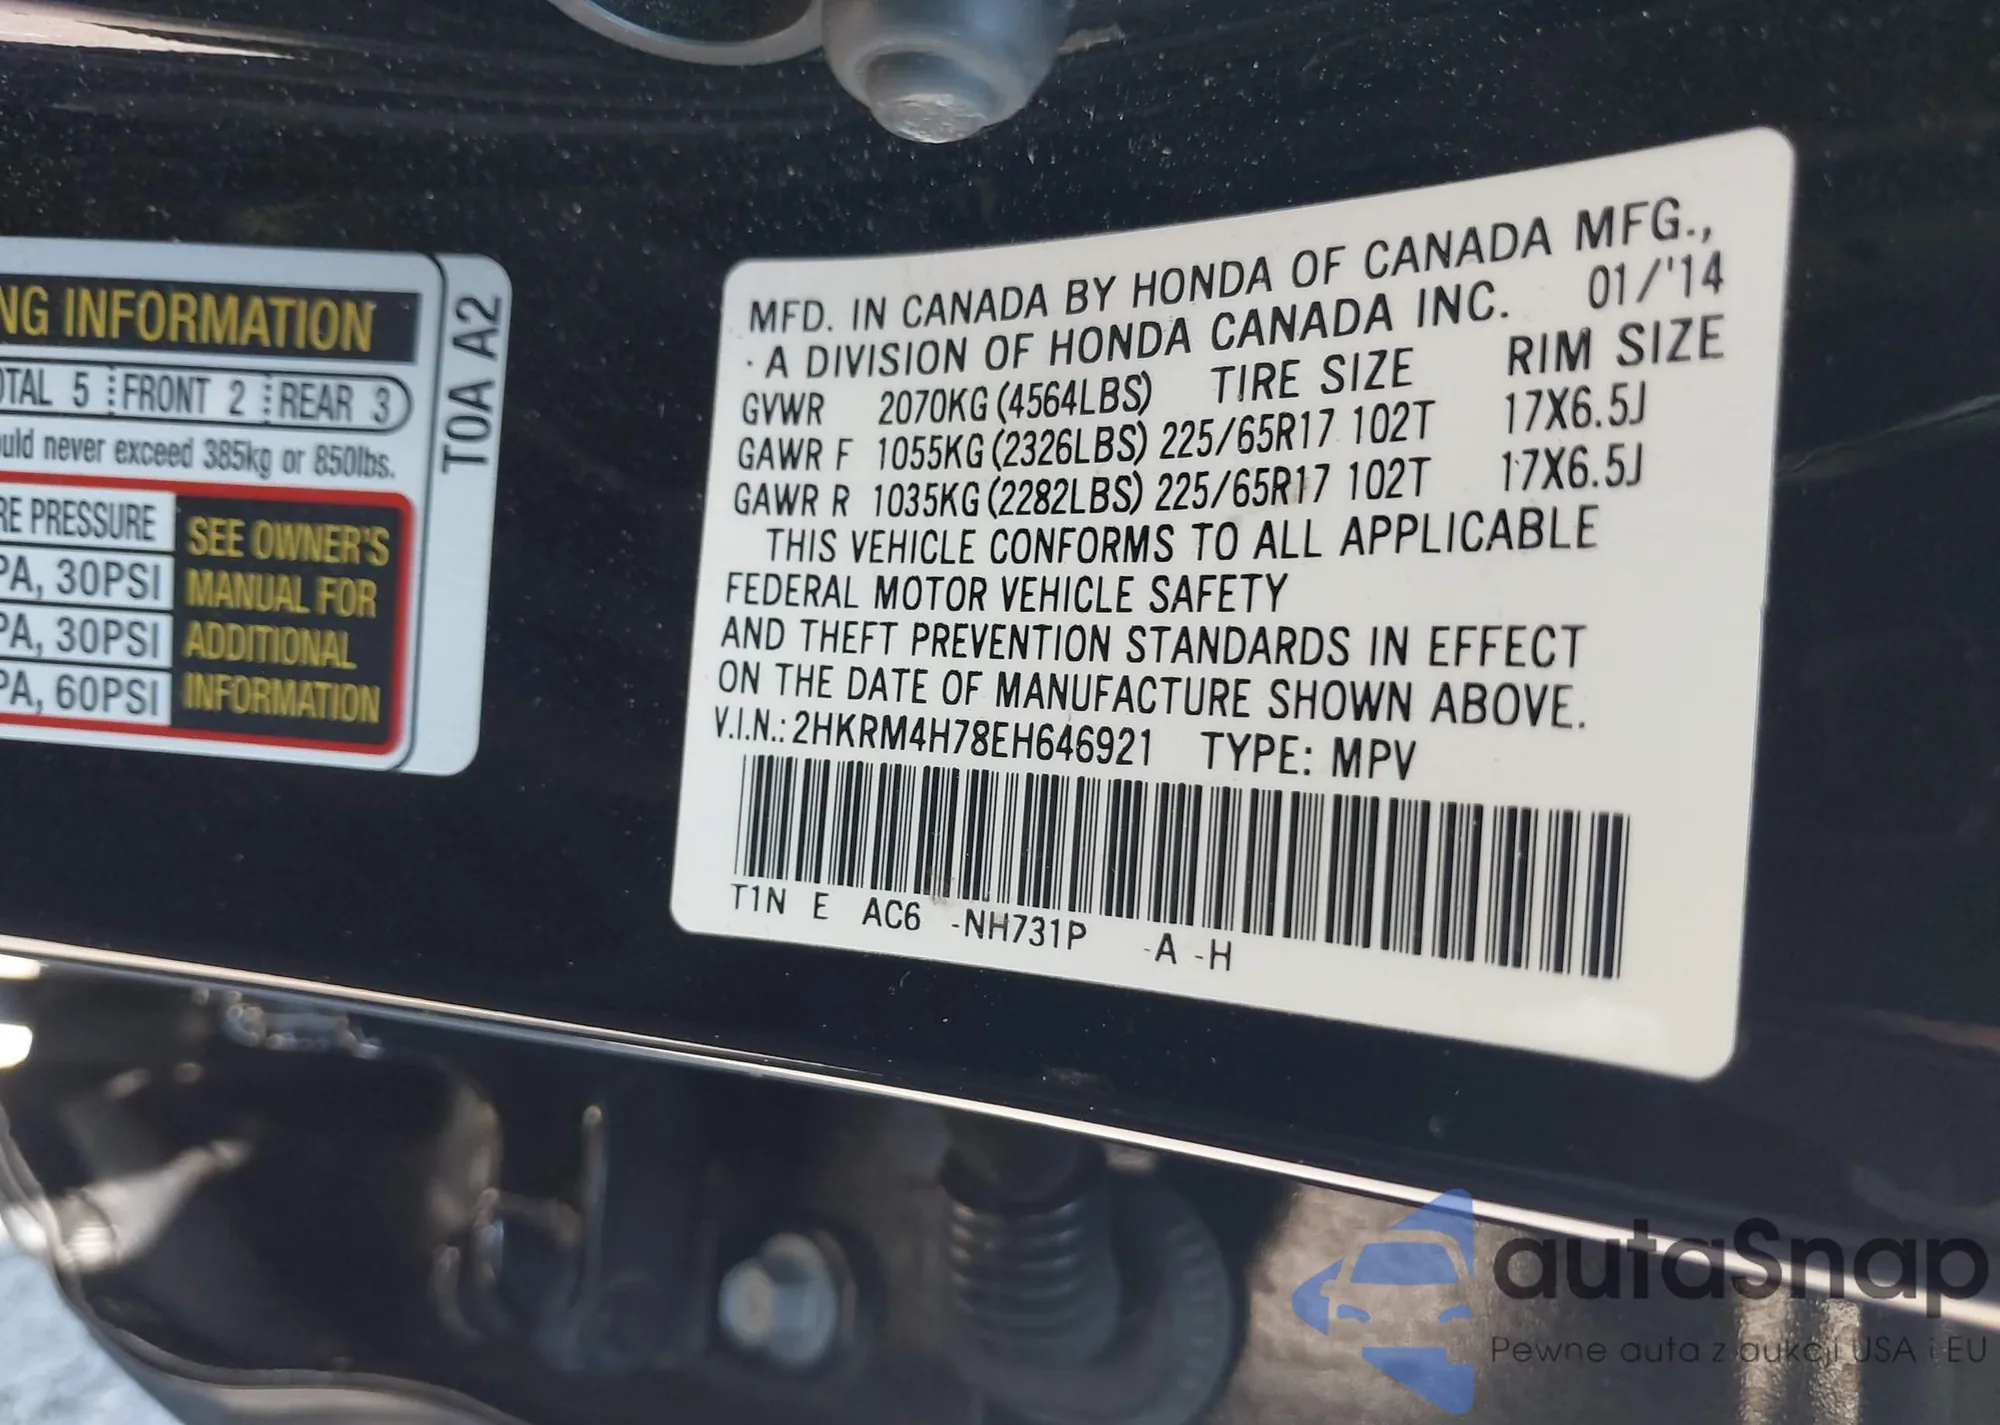 NG INFORMATION
OTAL 5 FRONT 2 REAR 3
uld never exceed 385kg or 850lbs.
RE PRESSURE
PA, 30PSI
PA, 30PSI
PA, 60PSI
SEE OWNER'S
MANUAL FOR
ADDITIONAL
INFORMATION
T0A A2
MFD. IN CANADA BY HONDA OF CANADA MFG.,
· A DIVISION OF HONDA CANADA INC. 01/'14
GVWR 2070KG (4564LBS) TIRE SIZE RIM SIZE
GAWR F 1055KG (2326LBS) 225/65R17 102T 17X6.5J
GAWR R 1035KG (2282LBS) 225/65R17 102T 17X6.5J
THIS VEHICLE CONFORMS TO ALL APPLICABLE
FEDERAL MOTOR VEHICLE SAFETY
AND THEFT PREVENTION STANDARDS IN EFFECT
ON THE DATE OF MANUFACTURE SHOWN ABOVE.
V.I.N.: 2HKRM4H78EH646921 TYPE: MPV
T1N E AC6 -NH731P -A -H
autaSnap
Pewne auta z aukcji USA i EU